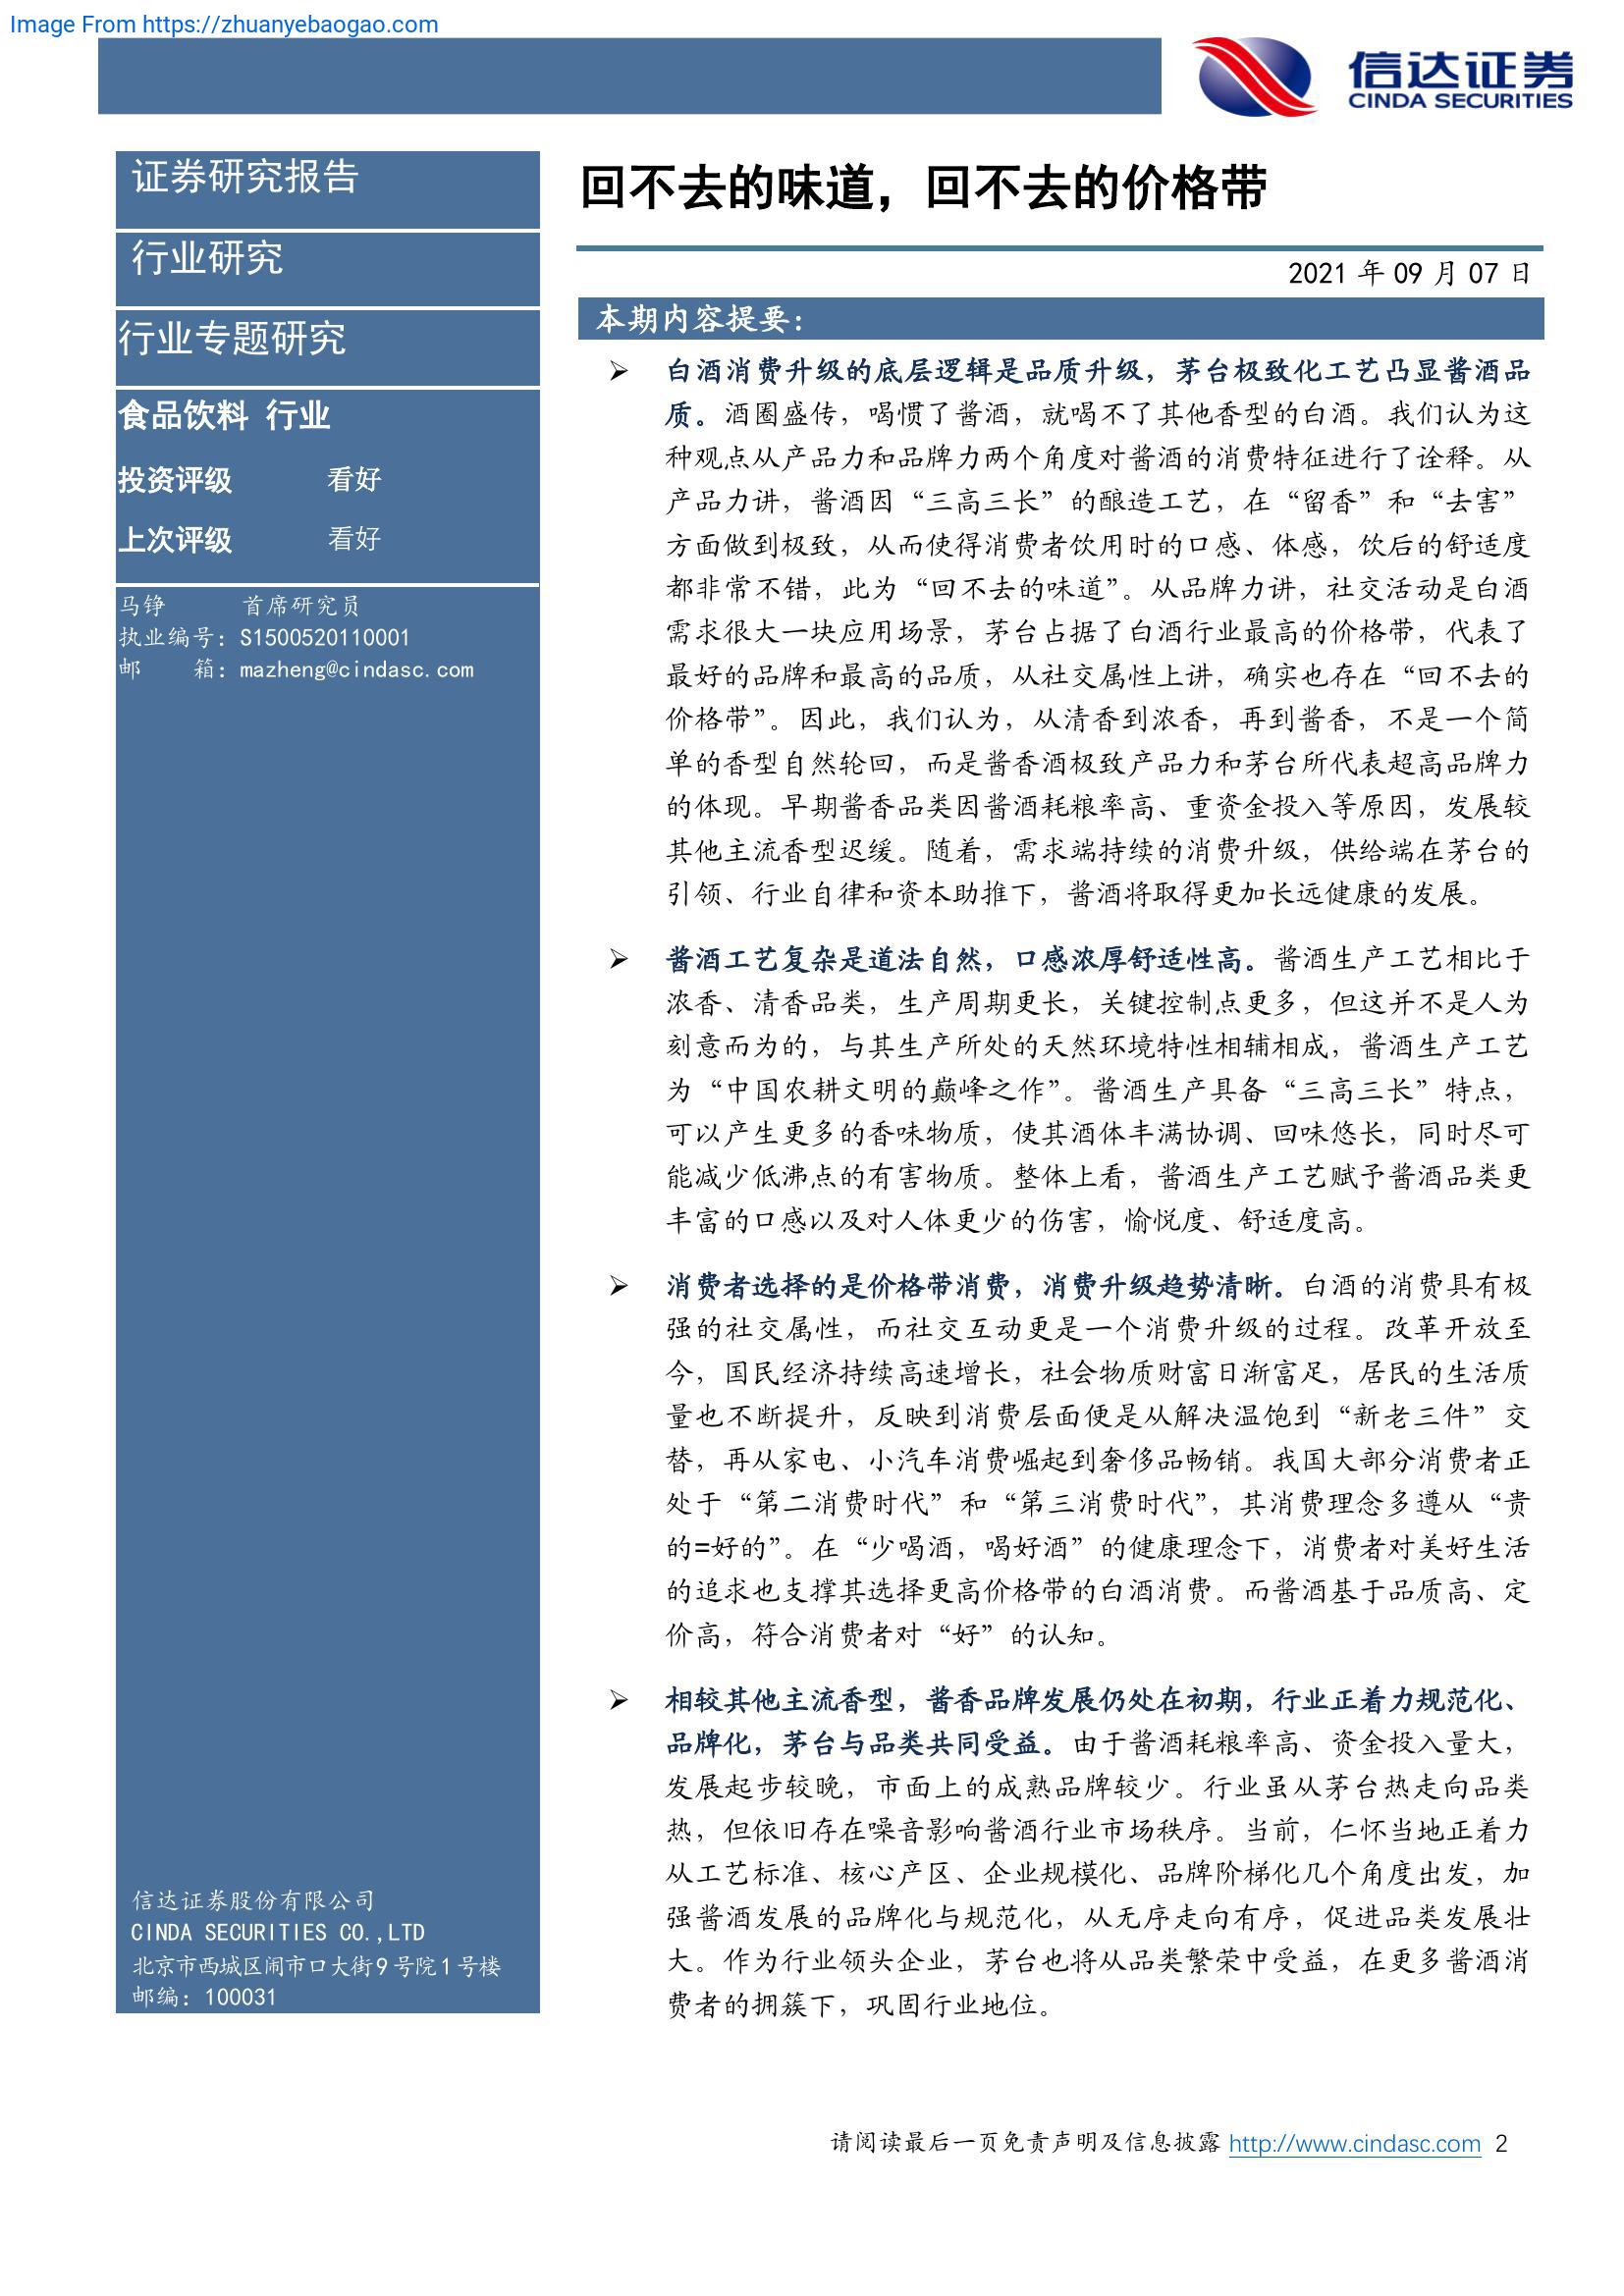 Image From https://zhuanyebaogao.com
信达证券
CINDA SECURITIES
证券研究报告
行业研究
行业专题研究
食品饮料 行业
投资评级 看好
上次评级 看好
马铮 首席研究员
执业编号：S1500520110001
邮 箱：mazheng@cindasc.com
信达证券股份有限公司
CINDA SECURITIES CO.,LTD
北京市西城区闹市口大街9号院1号楼
邮编：100031
回不去的味道，回不去的价格带
2021 年 09 月 07 日
本期内容提要：
➢ 白酒消费升级的底层逻辑是品质升级，茅台极致化工艺凸显酱酒品
质。酒圈盛传，喝惯了酱酒，就喝不了其他香型的白酒。我们认为这
种观点从产品力和品牌力两个角度对酱酒的消费特征进行了诠释。从
产品力讲，酱酒因“三高三长”的酿造工艺，在“留香”和“去害”
方面做到极致，从而使得消费者饮用时的口感、体感，饮后的舒适度
都非常不错，此为“回不去的味道”。从品牌力讲，社交活动是白酒
需求很大一块应用场景，茅台占据了白酒行业最高的价格带，代表了
最好的品牌和最高的品质，从社交属性上讲，确实也存在“回不去的
价格带”。因此，我们认为，从清香到浓香，再到酱香，不是一个简
单的香型自然轮回，而是酱香酒极致产品力和茅台所代表超高品牌力
的体现。早期酱香品类因酱酒耗粮率高、重资金投入等原因，发展较
其他主流香型迟缓。随着，需求端持续的消费升级，供给端在茅台的
引领、行业自律和资本助推下，酱酒将取得更加长远健康的发展。
➢ 酱酒工艺复杂是道法自然，口感浓厚舒适性高。酱酒生产工艺相比于
浓香、清香品类，生产周期更长，关键控制点更多，但这并不是人为
刻意而为的，与其生产所处的天然环境特性相辅相成，酱酒生产工艺
为“中国农耕文明的巅峰之作”。酱酒生产具备“三高三长”特点，
可以产生更多的香味物质，使其酒体丰满协调、回味悠长，同时尽可
能减少低沸点的有害物质。整体上看，酱酒生产工艺赋予酱酒品类更
丰富的口感以及对人体更少的伤害，愉悦度、舒适度高。
➢ 消费者选择的是价格带消费，消费升级趋势清晰。白酒的消费具有极
强的社交属性，而社交互动更是一个消费升级的过程。改革开放至
今，国民经济持续高速增长，社会物质财富日渐富足，居民的生活质
量也不断提升，反映到消费层面便是从解决温饱到“新老三件”交
替，再从家电、小汽车消费崛起到奢侈品畅销。我国大部分消费者正
处于“第二消费时代”和“第三消费时代”，其消费理念多遵从“贵
的=好的”。在“少喝酒，喝好酒”的健康理念下，消费者对美好生活
的追求也支撑其选择更高价格带的白酒消费。而酱酒基于品质高、定
价高，符合消费者对“好”的认知。
➢ 相较其他主流香型，酱香品牌发展仍处在初期，行业正着力规范化、
品牌化，茅台与品类共同受益。由于酱酒耗粮率高、资金投入量大，
发展起步较晚，市面上的成熟品牌较少。行业虽从茅台热走向品类
热，但依旧存在噪音影响酱酒行业市场秩序。当前，仁怀当地正着力
从工艺标准、核心产区、企业规模化、品牌阶梯化几个角度出发，加
强酱酒发展的品牌化与规范化，从无序走向有序，促进品类发展壮
大。作为行业领头企业，茅台也将从品类繁荣中受益，在更多酱酒消
费者的拥簇下，巩固行业地位。
请阅读最后一页免责声明及信息披露 http://www.cindasc.com 2